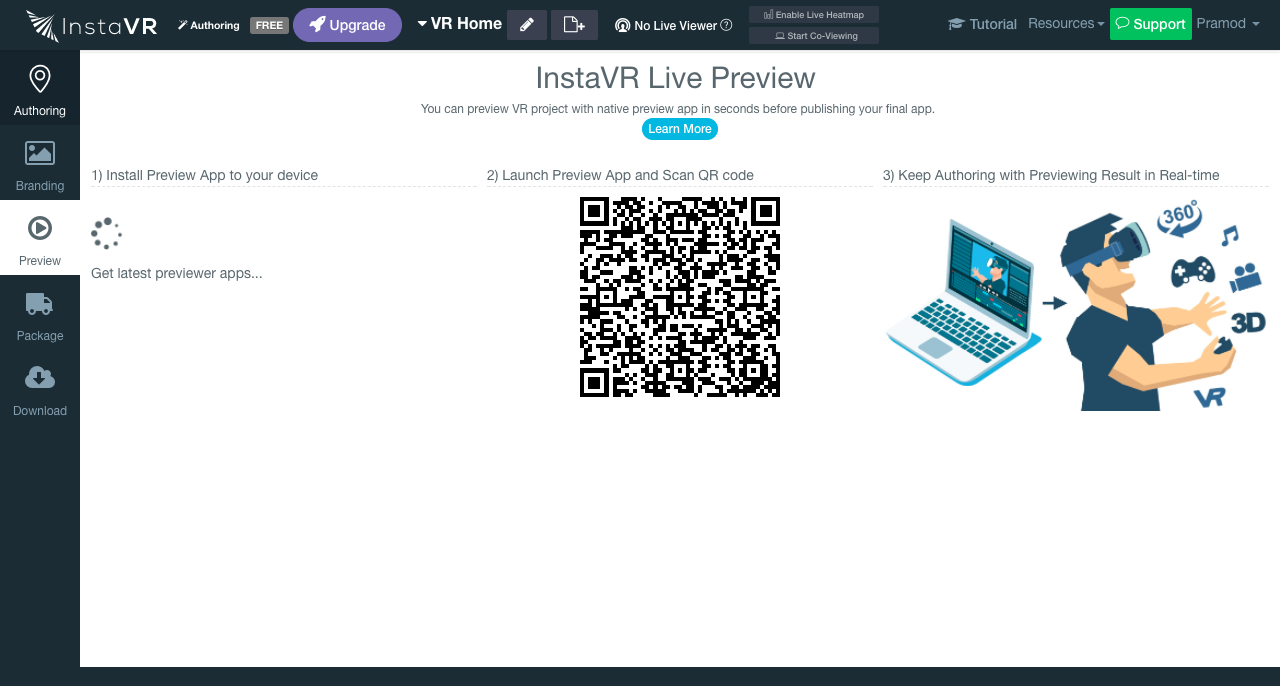 InstaVR Authoring FREE Upgrade VR Home No Live Viewer Enable Live Heatmap Tutorial Resources Support Pramod
Start Co-Viewing
Authoring
Branding
Preview
Package
Download
InstaVR Live Preview
You can preview VR project with native preview app in seconds before publishing your final app.
Learn More
1) Install Preview App to your device
Get latest previewer apps...
2) Launch Preview App and Scan QR code
3) Keep Authoring with Previewing Result in Real-time
360°
3D
VR